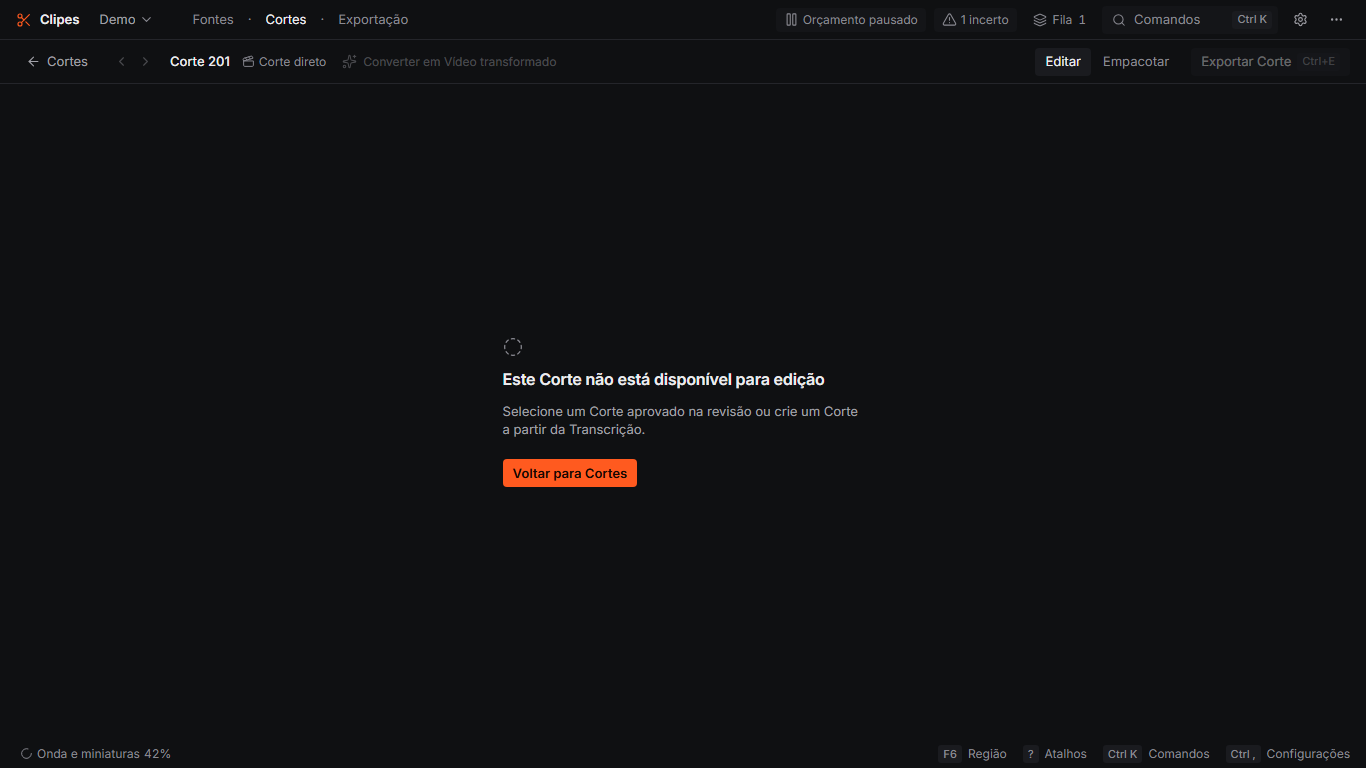 Clipes Demo Fontes · Cortes · Exportação Orçamento pausado 1 incerto Fila 1 Comandos Ctrl K
Cortes Corte 201 Corte direto Converter em Vídeo transformado Editar Empacotar Exportar Corte Ctrl+E
Este Corte não está disponível para edição
Selecione um Corte aprovado na revisão ou crie um Corte
a partir da Transcrição.
Voltar para Cortes
Onda e miniaturas 42% F6 Região ? Atalhos Ctrl K Comandos Ctrl , Configurações